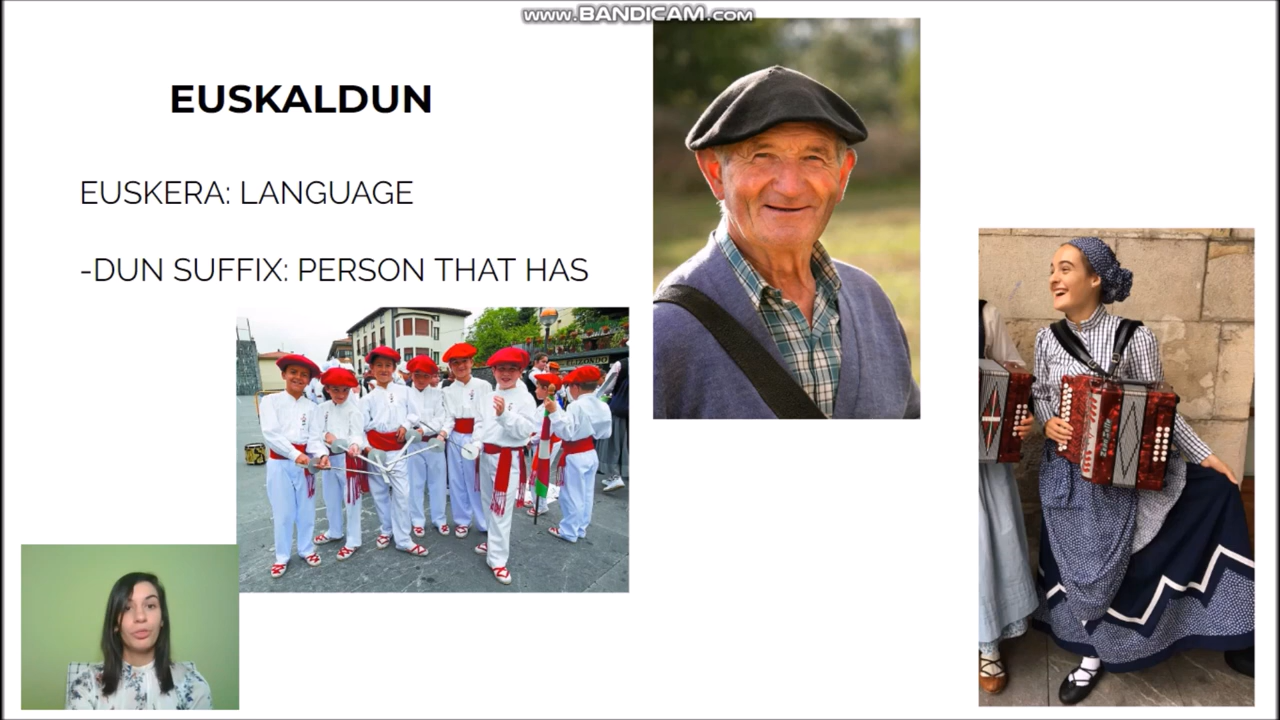 www.BANDICAM.com
EUSKALDUN
EUSKERA: LANGUAGE
-DUN SUFFIX: PERSON THAT HAS